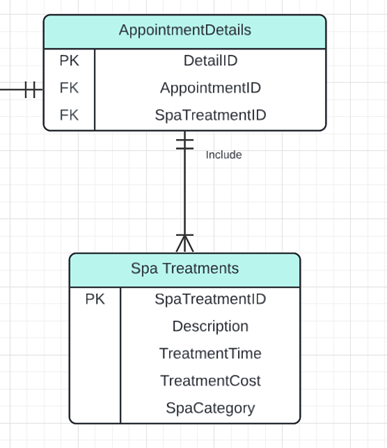 AppointmentDetails
PK DetailID
FK AppointmentID
FK SpaTreatmentID
Include
Spa Treatments
PK SpaTreatmentID
Description
TreatmentTime
TreatmentCost
SpaCategory